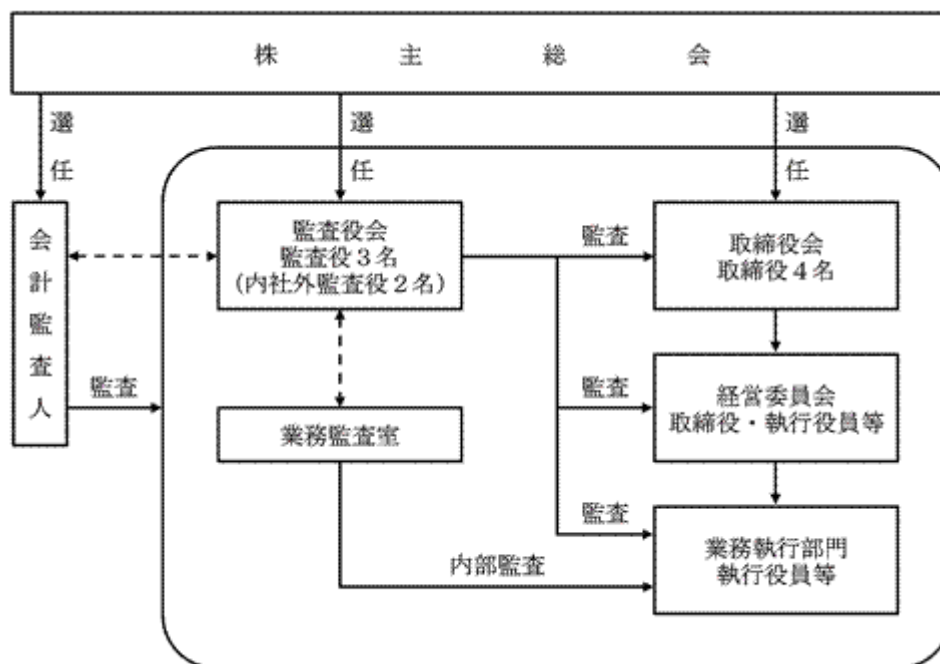 株主総会
選任
選任
選任
会計監査人
監査役会
監査役3名
(内社外監査役2名)
監査
取締役会
取締役4名
監査
業務監査室
監査
経営委員会
取締役・執行役員等
監査
内部監査
業務執行部門
執行役員等